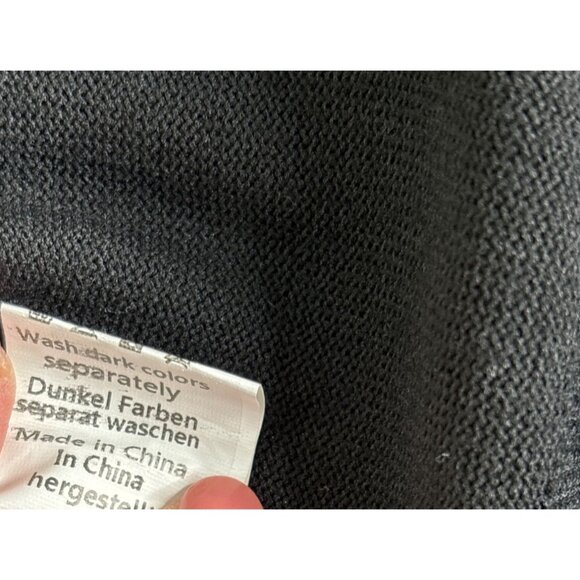 Wash dark colors
separately
Dunkel Farben
separat waschen
Made in China
In China